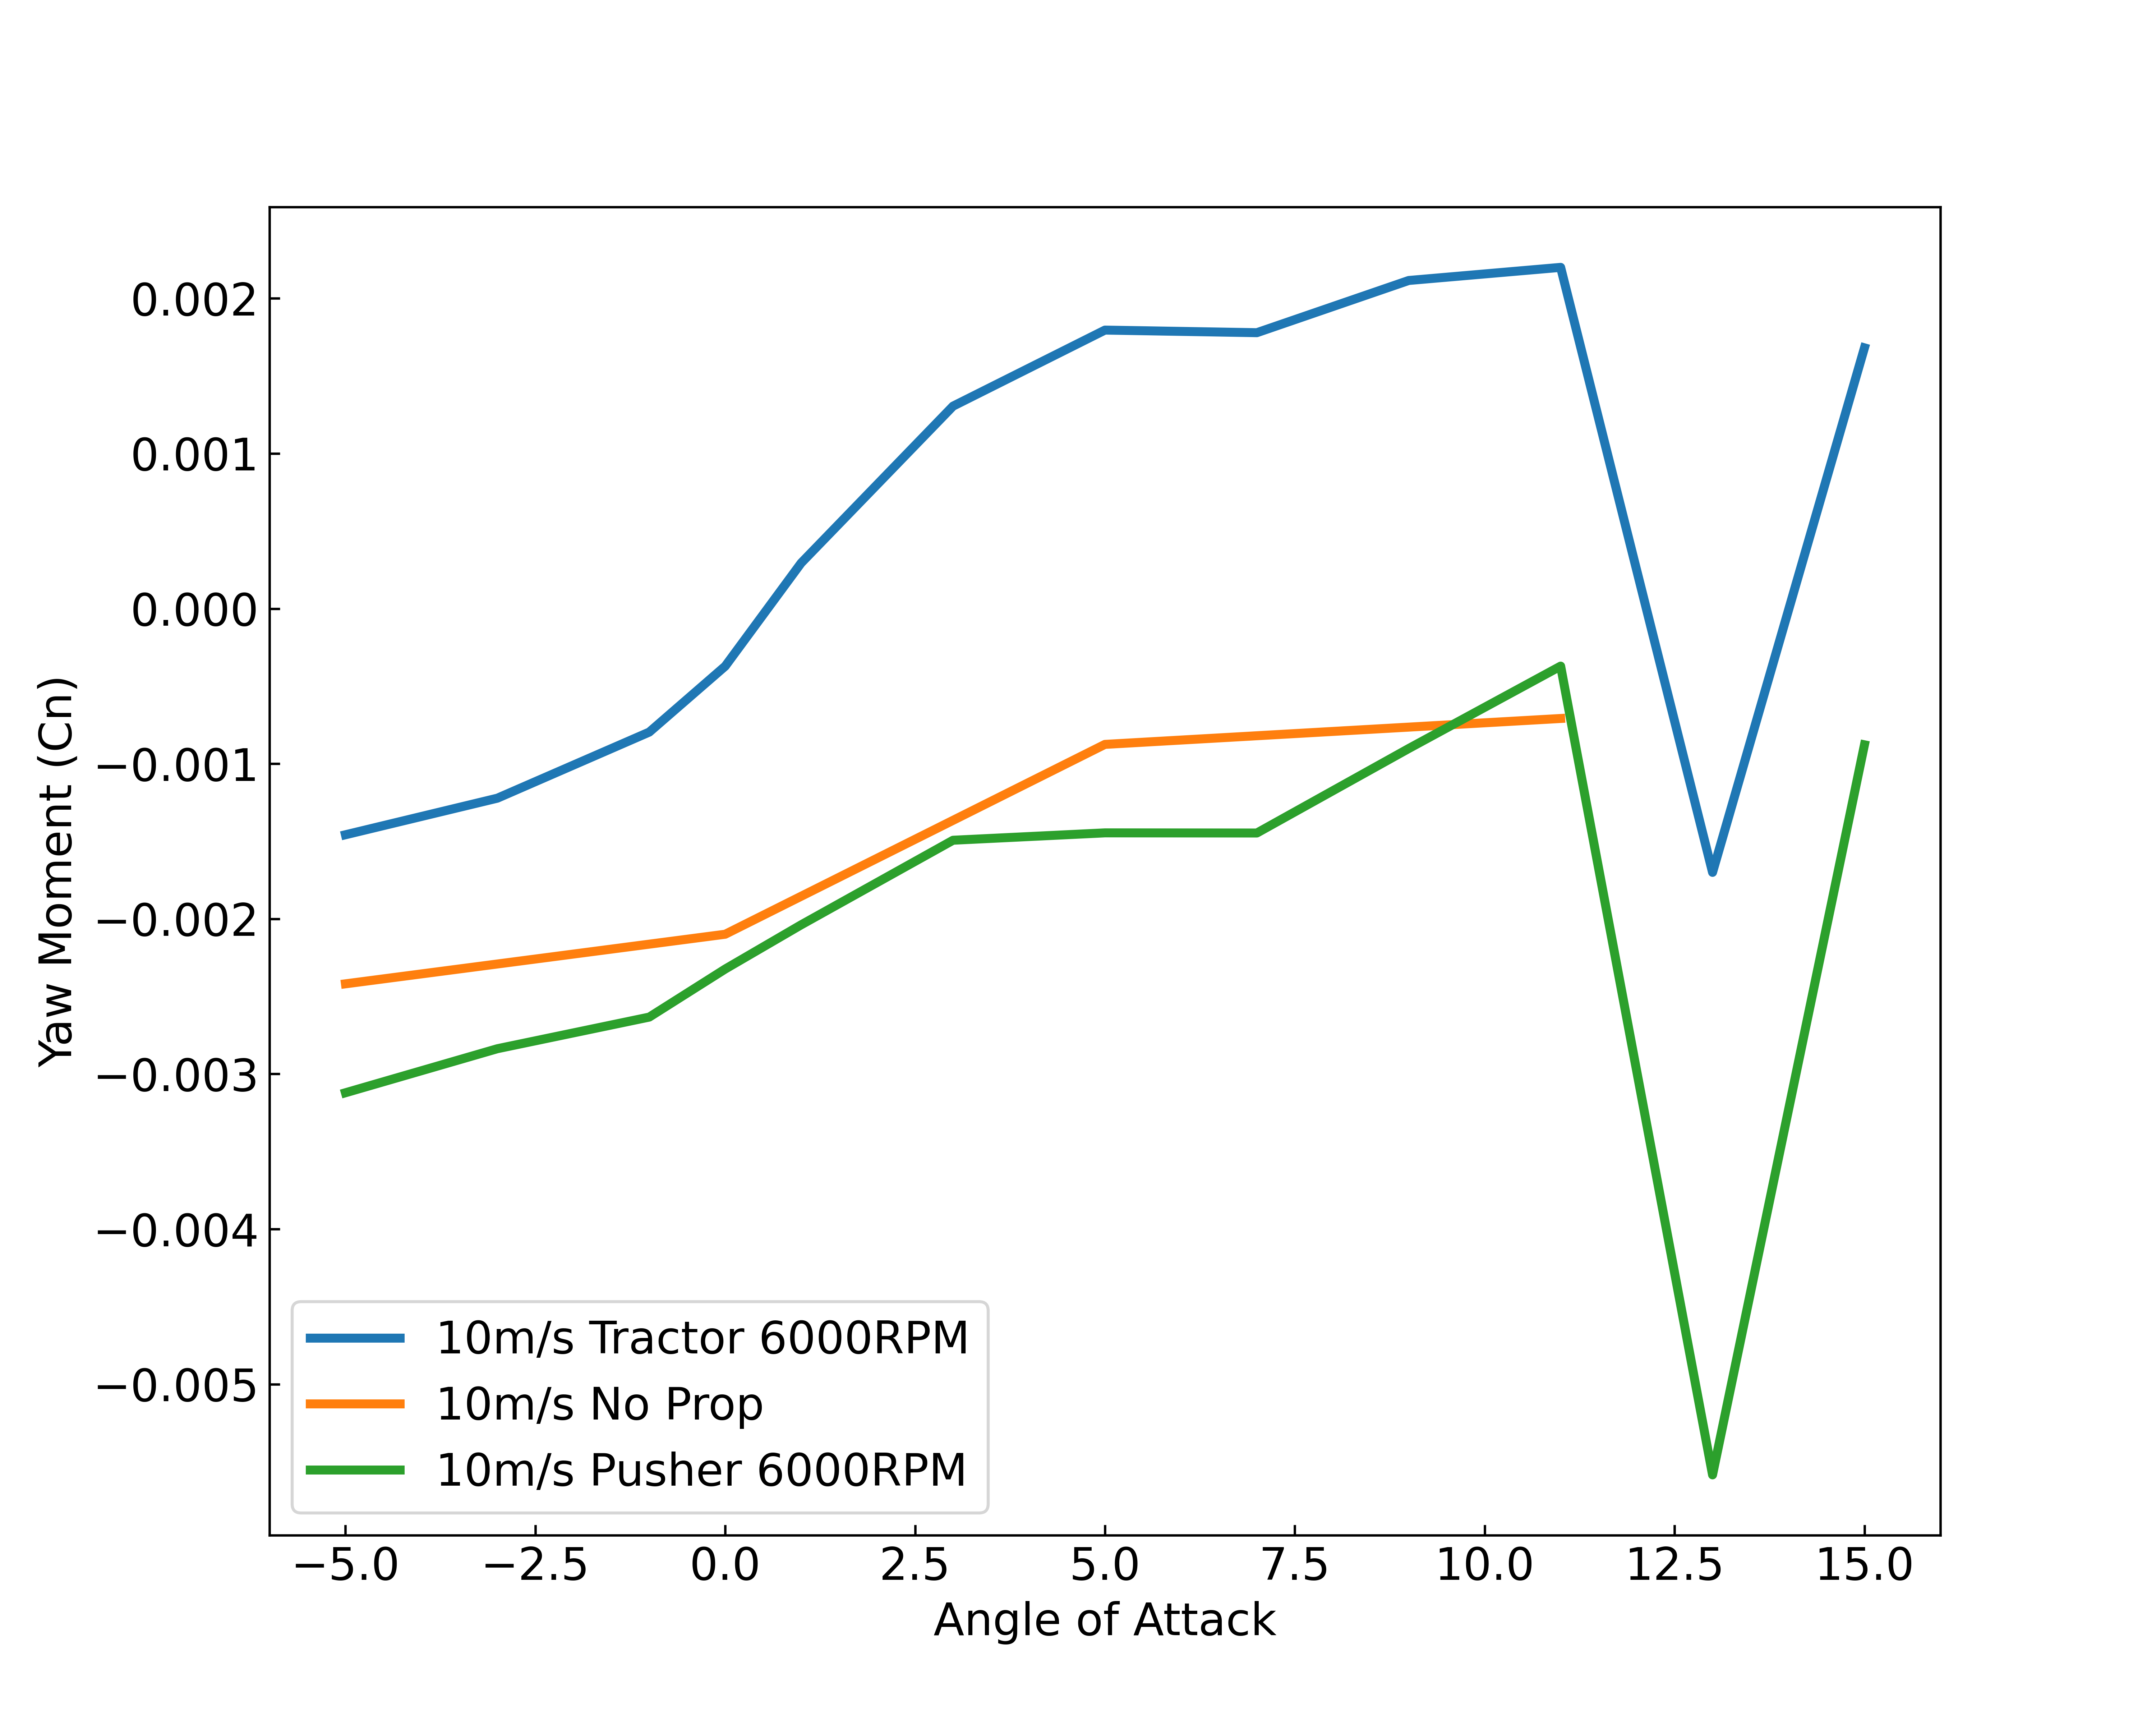 0.002
0.001
0.000
−0.001
−0.002
−0.003
−0.004
−0.005
Yaw Moment (Cn)
10m/s Tractor 6000RPM
10m/s No Prop
10m/s Pusher 6000RPM
−5.0 −2.5 0.0 2.5 5.0 7.5 10.0 12.5 15.0
Angle of Attack